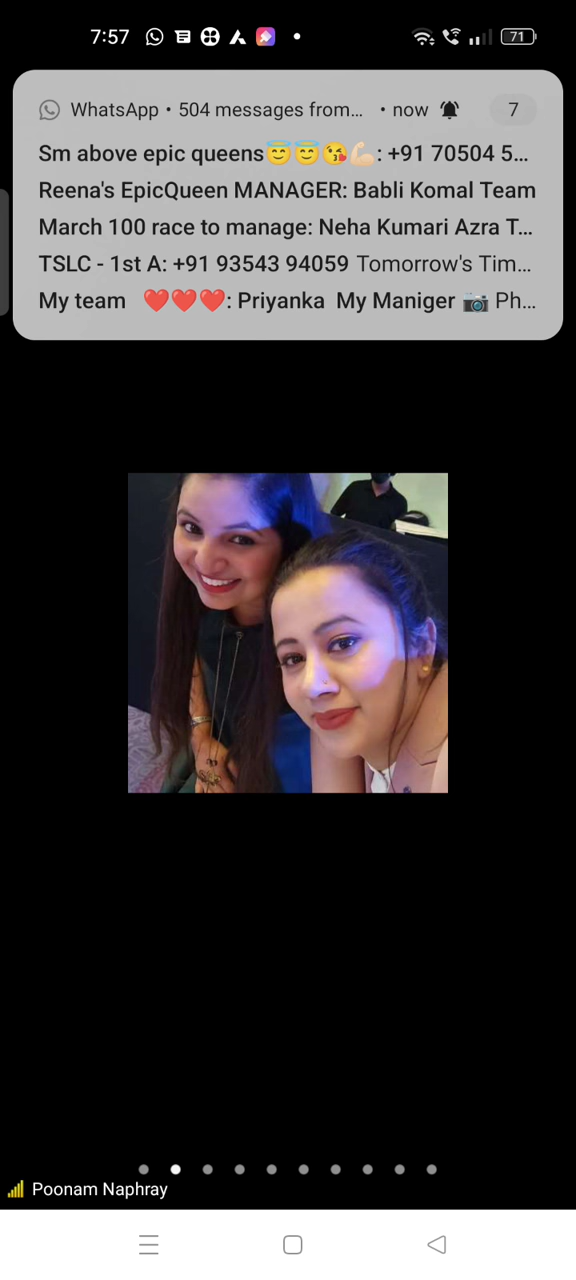 7:57
71
WhatsApp • 504 messages from... • now
7
Sm above epic queens😇😇😘💪🏻: +91 70504 5...
Reena's EpicQueen MANAGER: Babli Komal Team
March 100 race to manage: Neha Kumari Azra T...
TSLC - 1st A: +91 93543 94059 Tomorrow's Tim...
My team ❤️❤️❤️: Priyanka My Maniger 📷 Ph...
Poonam Naphray